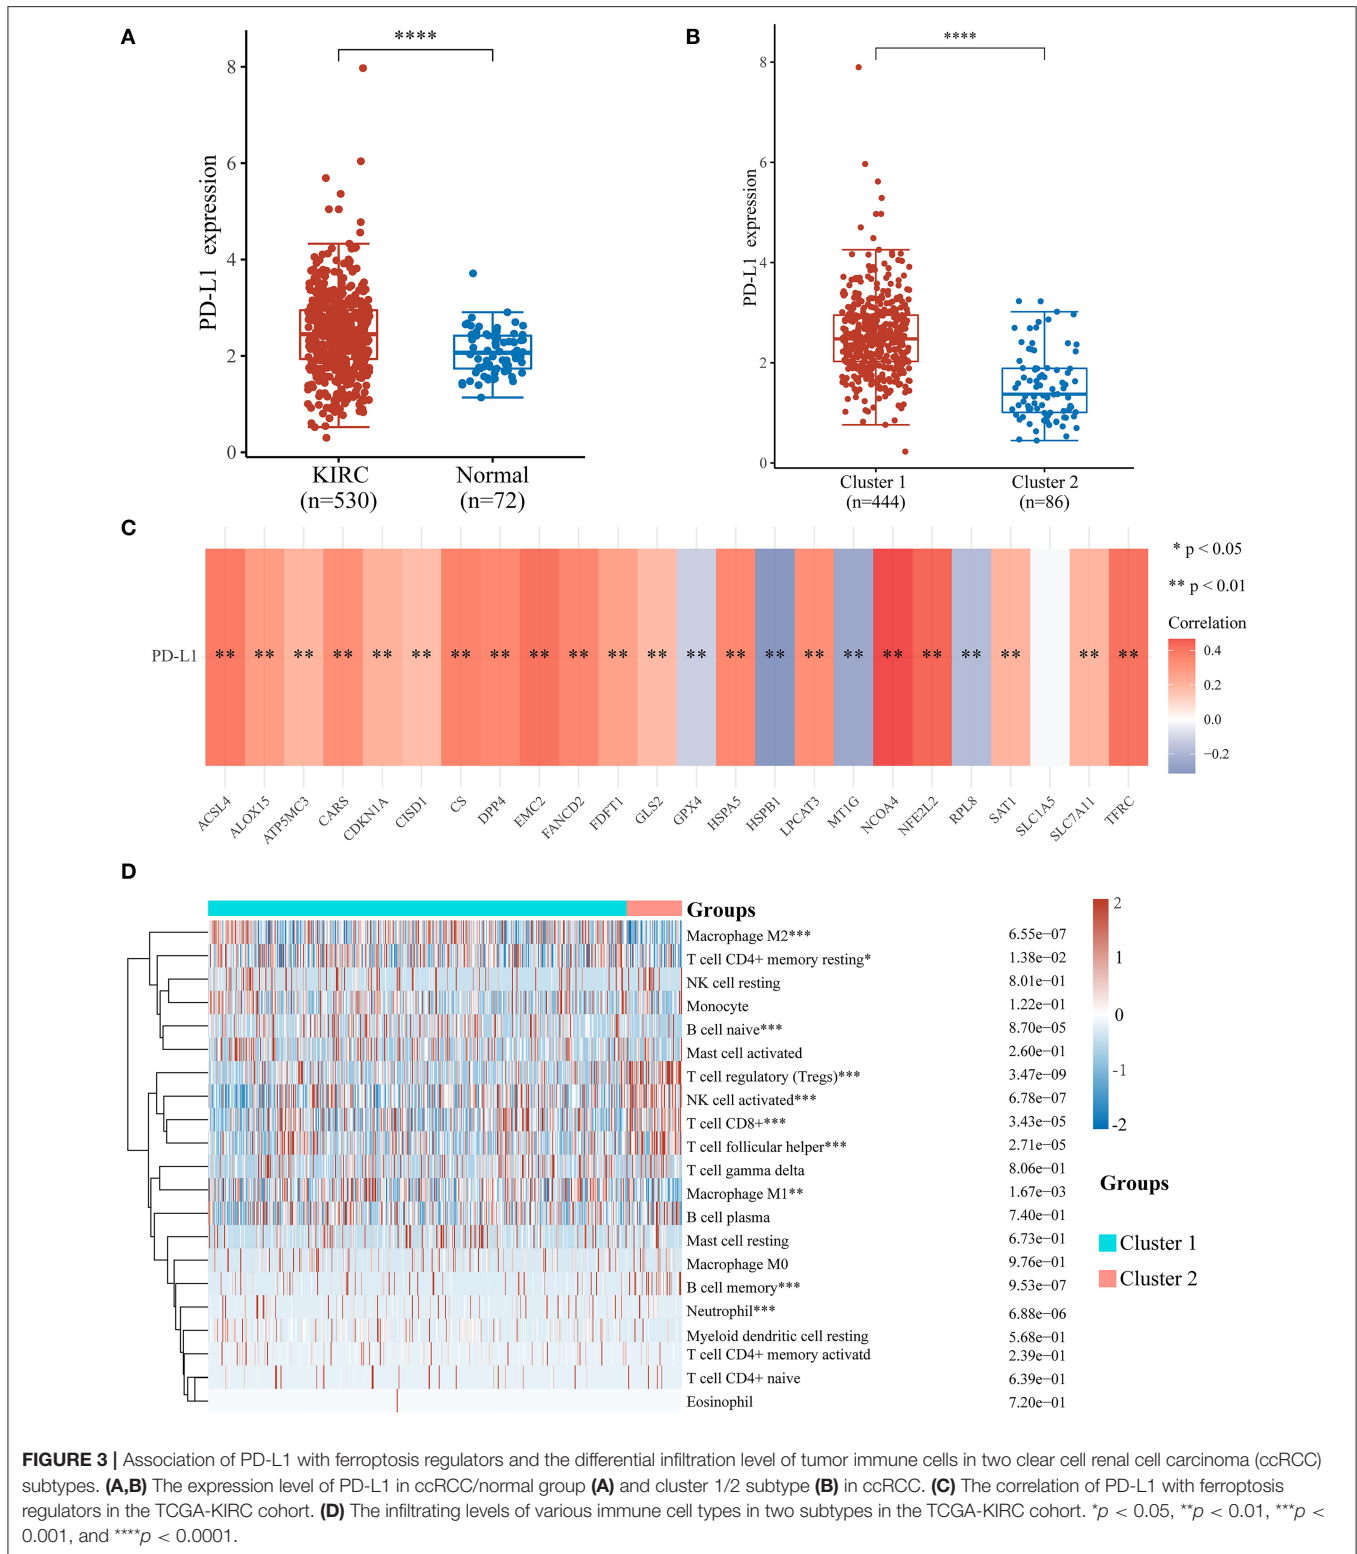 A
****
PD-L1 expression
8
6
4
2
0
KIRC
(n=530)
Normal
(n=72)
B
****
PD-L1 expression
8
6
4
2
0
Cluster 1
(n=444)
Cluster 2
(n=86)
C
PD-L1
** ** ** ** ** ** ** ** ** ** ** ** ** ** ** ** ** ** ** ** ** ** **
ACSL4
ALOX15
ATP5MC3
CARS
CDKN1A
CISD1
CS
DPP4
EMC2
FANCD2
FDFT1
GLS2
GPX4
HSPA5
HSPB1
LPCAT3
MT1G
NCOA4
NFE2L2
RPL8
SAT1
SLC1A5
SLC7A11
TFRC
* p < 0.05
** p < 0.01
Correlation
0.4
0.2
0.0
−0.2
D
Groups
Macrophage M2*** 6.55e−07
T cell CD4+ memory resting* 1.38e−02
NK cell resting 8.01e−01
Monocyte 1.22e−01
B cell naive*** 8.70e−05
Mast cell activated 2.60e−01
T cell regulatory (Tregs)*** 3.47e−09
NK cell activated*** 6.78e−07
T cell CD8+*** 3.43e−05
T cell follicular helper*** 2.71e−05
T cell gamma delta 8.06e−01
Macrophage M1** 1.67e−03
B cell plasma 7.40e−01
Mast cell resting 6.73e−01
Macrophage M0 9.76e−01
B cell memory*** 9.53e−07
Neutrophil*** 6.88e−06
Myeloid dendritic cell resting 5.68e−01
T cell CD4+ memory activatd 2.39e−01
T cell CD4+ naive 6.39e−01
Eosinophil 7.20e−01
2
1
0
-1
-2
Groups
Cluster 1
Cluster 2
FIGURE 3 | Association of PD-L1 with ferroptosis regulators and the differential infiltration level of tumor immune cells in two clear cell renal cell carcinoma (ccRCC)
subtypes. (A,B) The expression level of PD-L1 in ccRCC/normal group (A) and cluster 1/2 subtype (B) in ccRCC. (C) The correlation of PD-L1 with ferroptosis
regulators in the TCGA-KIRC cohort. (D) The infiltrating levels of various immune cell types in two subtypes in the TCGA-KIRC cohort. *p < 0.05, **p < 0.01, ***p <
0.001, and ****p < 0.0001.